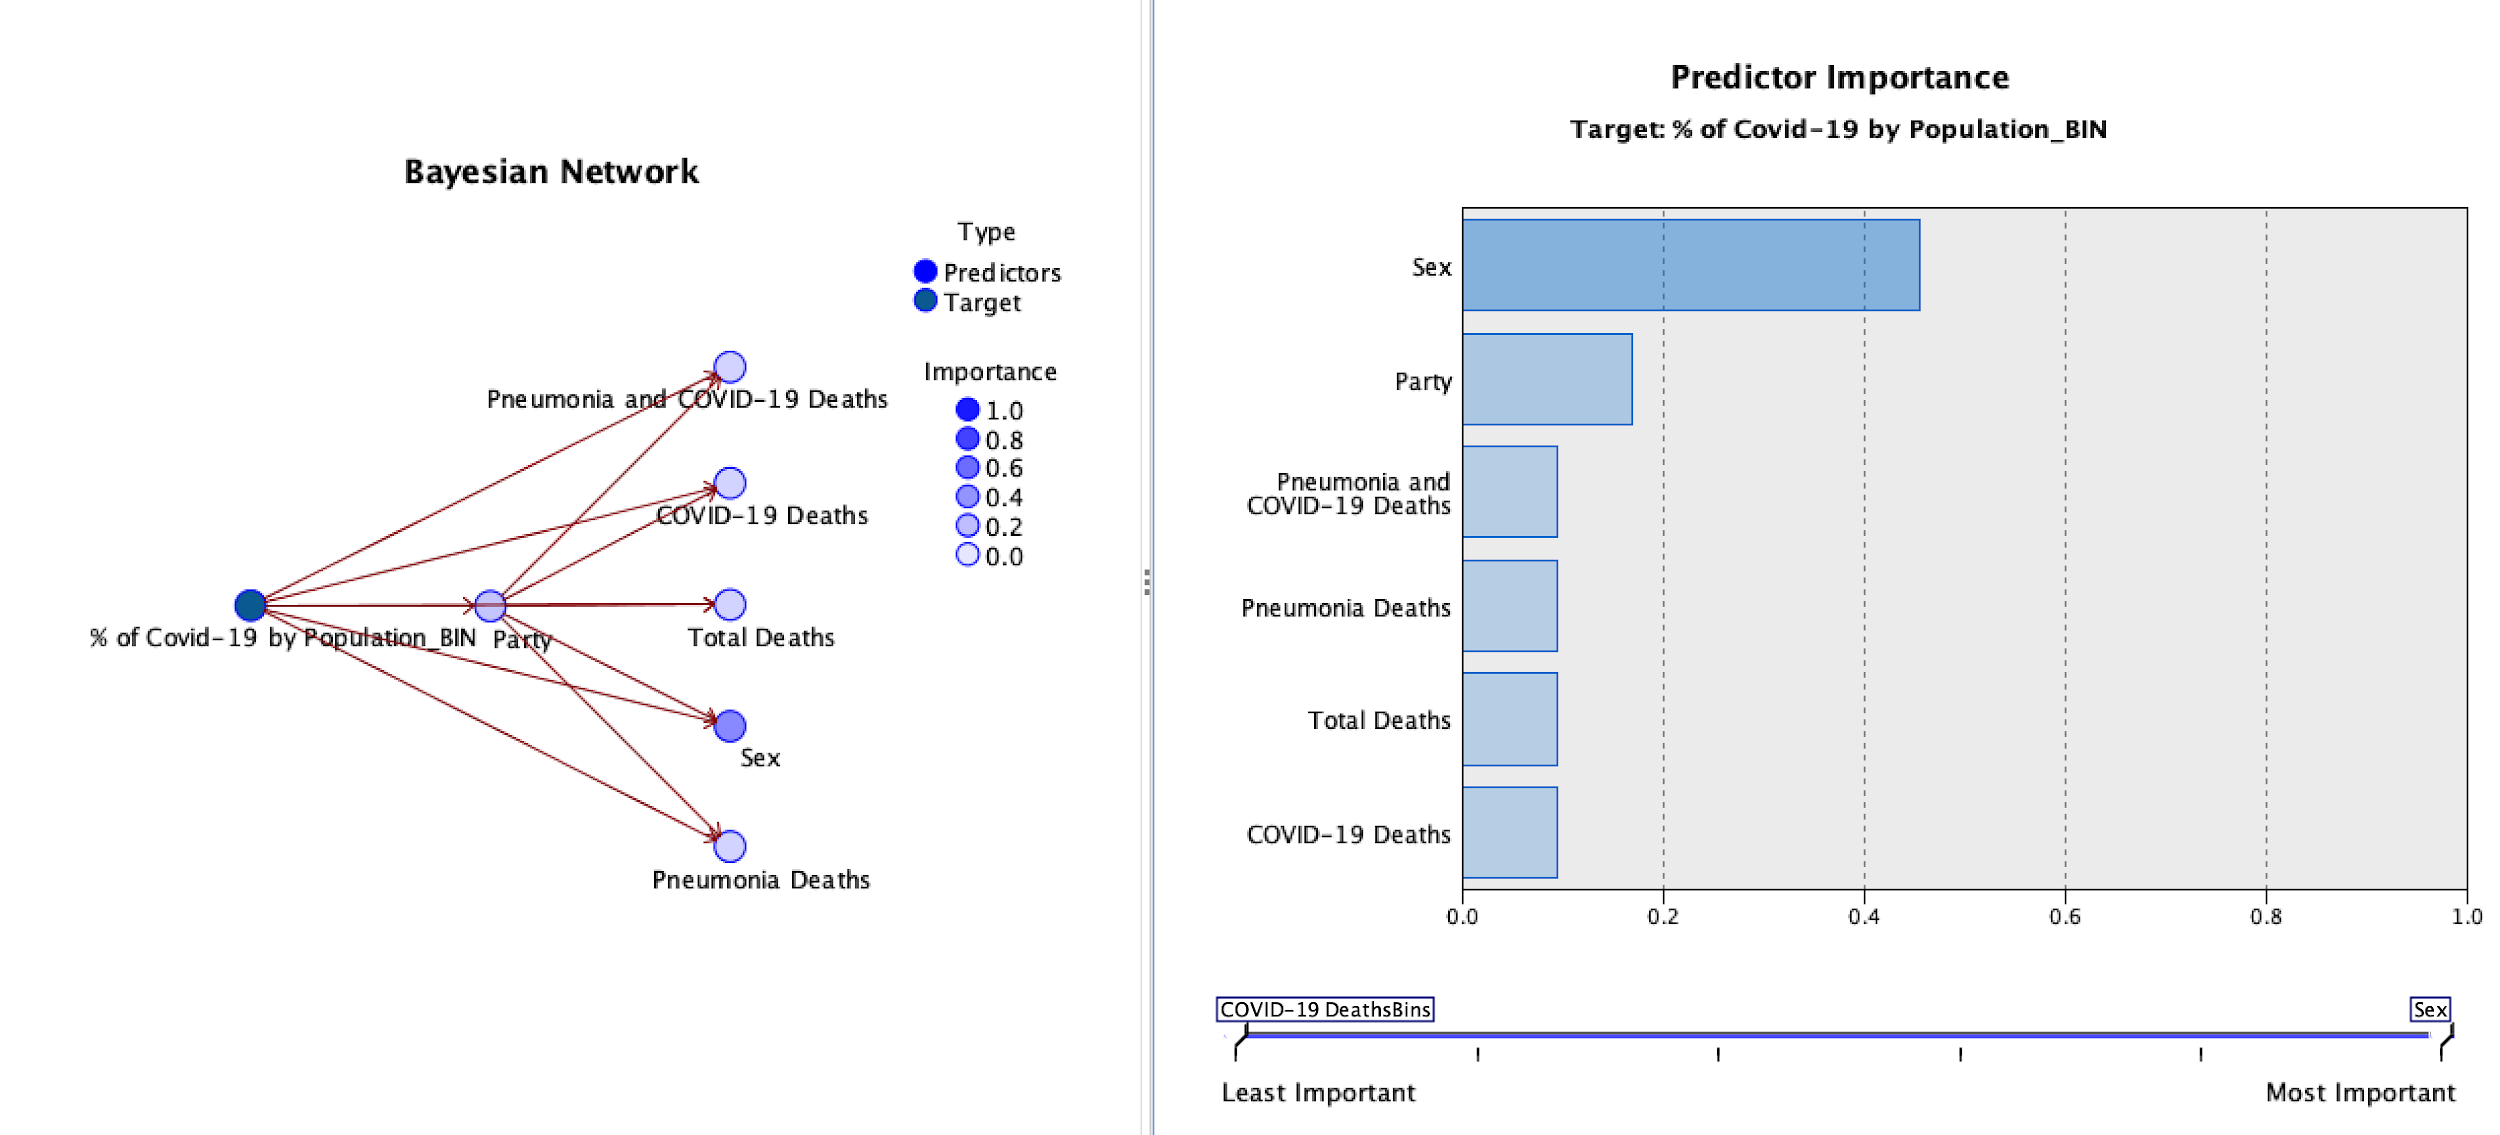 Bayesian Network
Type
Predictors
Target
Importance
1.0
0.8
0.6
0.4
0.2
0.0
Pneumonia and COVID-19 Deaths
COVID-19 Deaths
% of Covid-19 by Population_BIN
Party
Total Deaths
Sex
Pneumonia Deaths
Predictor Importance
Target: % of Covid-19 by Population_BIN
Sex
Party
Pneumonia and
COVID-19 Deaths
Pneumonia Deaths
Total Deaths
COVID-19 Deaths
0.0 0.2 0.4 0.6 0.8 1.0
COVID-19 DeathsBins
Sex
Least Important
Most Important